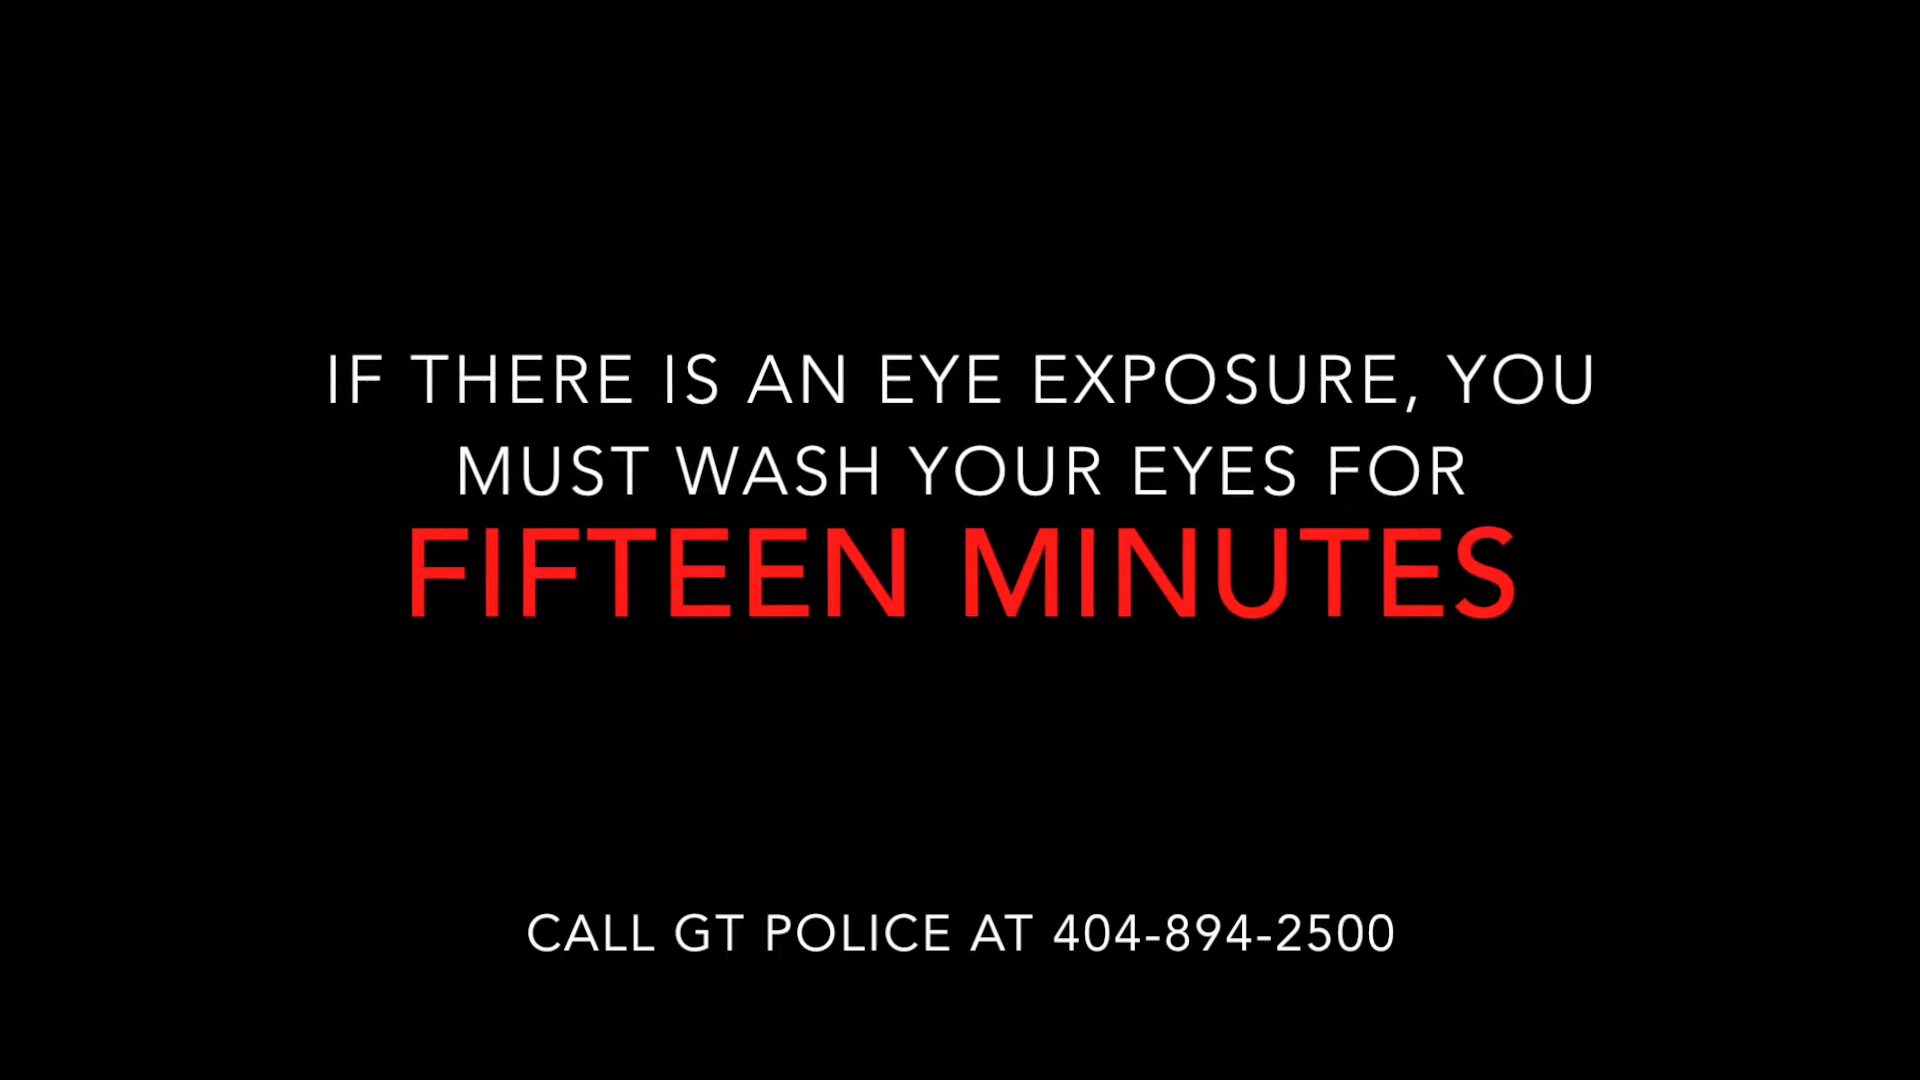 IF THERE IS AN EYE EXPOSURE, YOU
MUST WASH YOUR EYES FOR
FIFTEEN MINUTES
CALL GT POLICE AT 404-894-2500